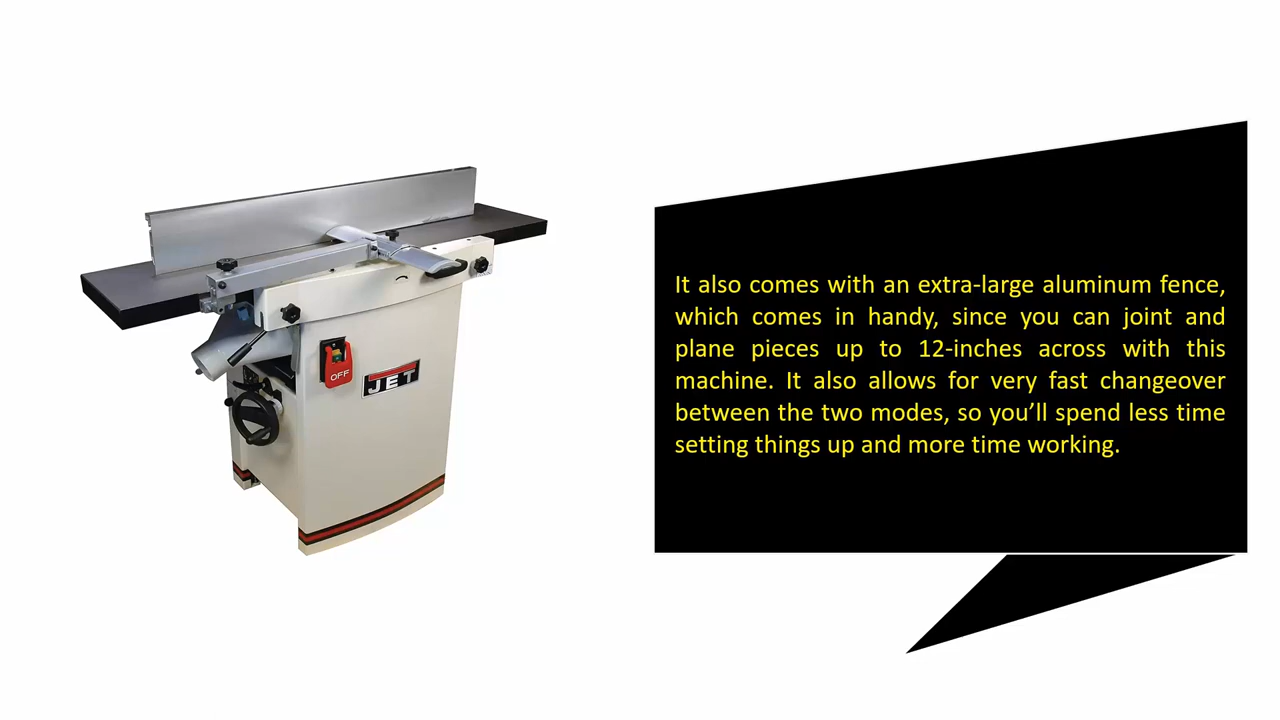 OFF
JET
It also comes with an extra-large aluminum fence,
which comes in handy, since you can joint and
plane pieces up to 12-inches across with this
machine. It also allows for very fast changeover
between the two modes, so you’ll spend less time
setting things up and more time working.